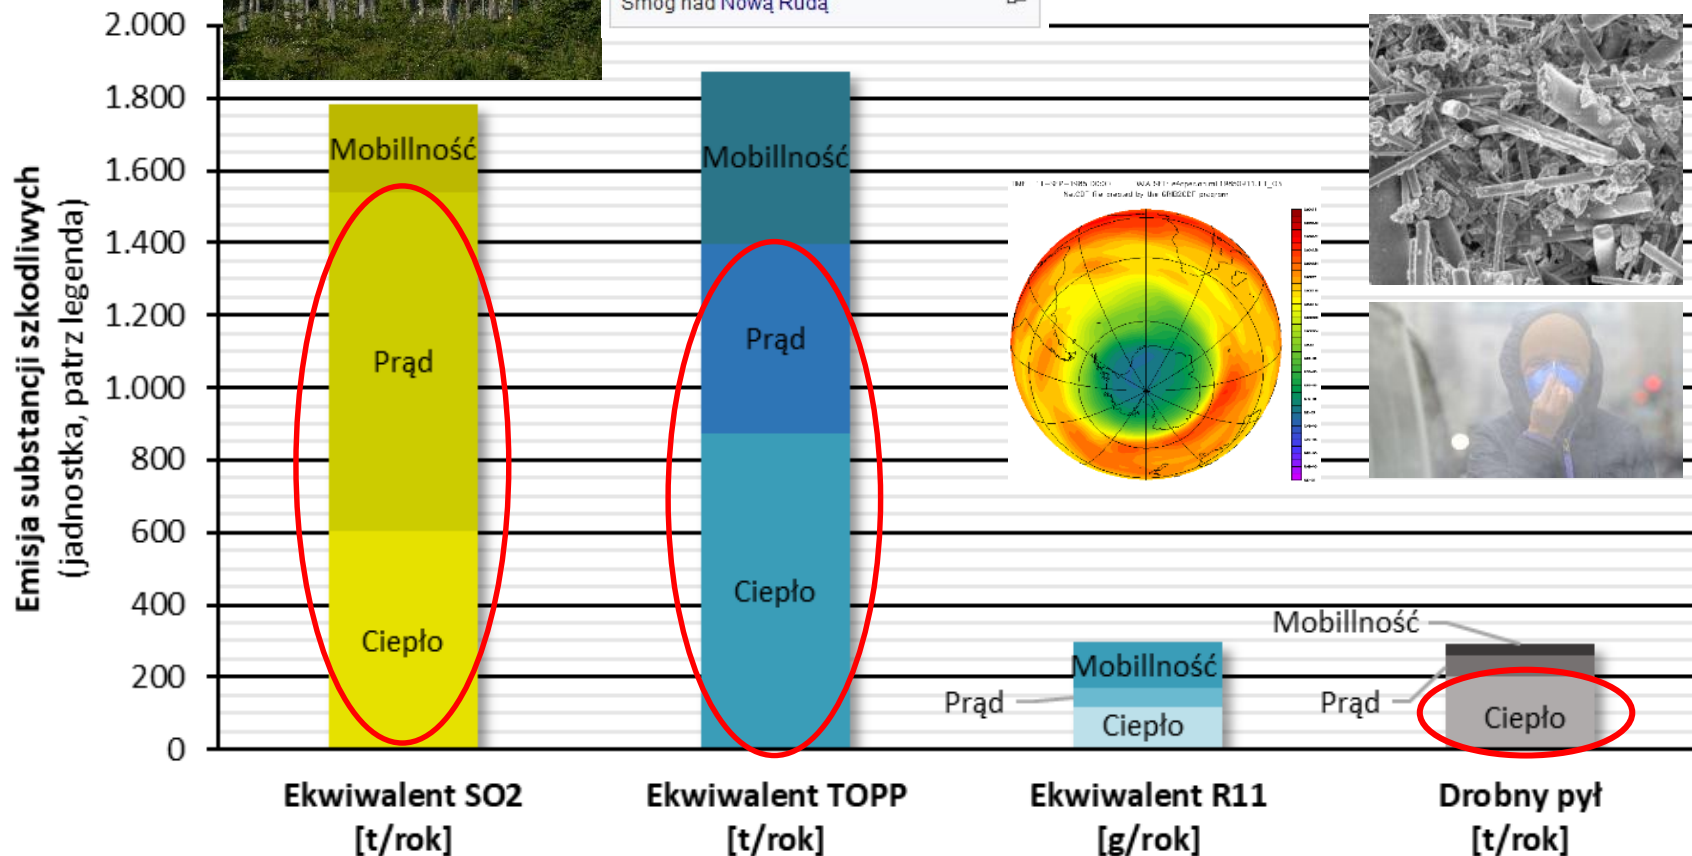 Smog nad Nową Rudą
Emisja substancji szkodliwych
(jadnostka, patrz legenda)
2.000
1.800
1.600
1.400
1.200
1.000
800
600
400
200
0
Mobillność
Prąd
Ciepło
Mobillność
Prąd
Ciepło
Mobillność
Prąd
Ciepło
Mobillność
Prąd
Ciepło
Ekwiwalent SO2
[t/rok]
Ekwiwalent TOPP
[t/rok]
Ekwiwalent R11
[g/rok]
Drobny pył
[t/rok]